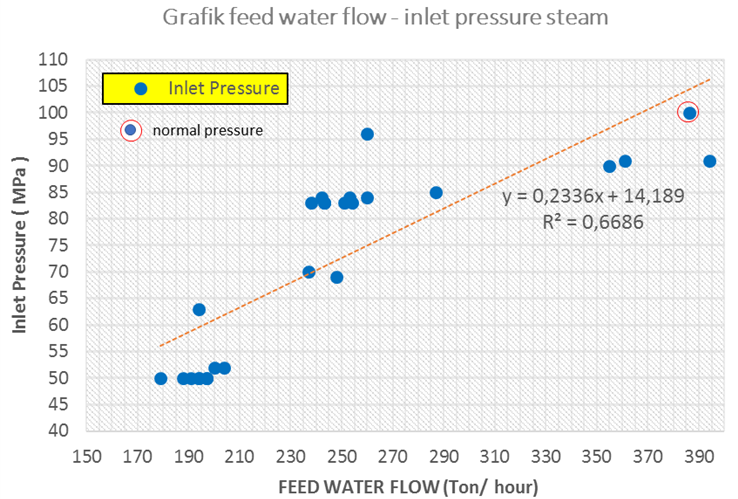 Grafik feed water flow - inlet pressure steam
110
105
100
95
90
85
80
75
70
65
60
55
50
45
40
Inlet Pressure ( MPa )
Inlet Pressure
normal pressure
y = 0,2336x + 14,189
R² = 0,6686
150 170 190 210 230 250 270 290 310 330 350 370 390
FEED WATER FLOW (Ton/ hour)